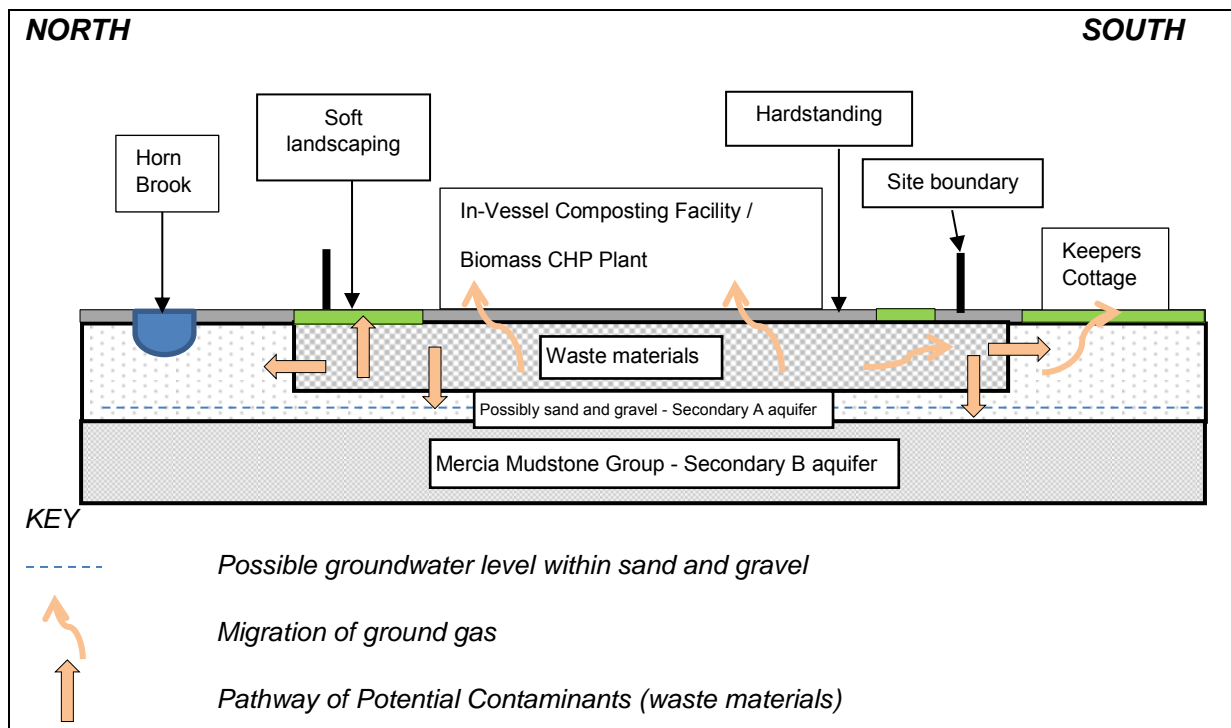 NORTH
SOUTH
Soft
landscaping
Hardstanding
Horn
Brook
Site boundary
In-Vessel Composting Facility /
Biomass CHP Plant
Keepers
Cottage
Waste materials
Possibly sand and gravel - Secondary A aquifer
Mercia Mudstone Group - Secondary B aquifer
KEY
Possible groundwater level within sand and gravel
Migration of ground gas
Pathway of Potential Contaminants (waste materials)